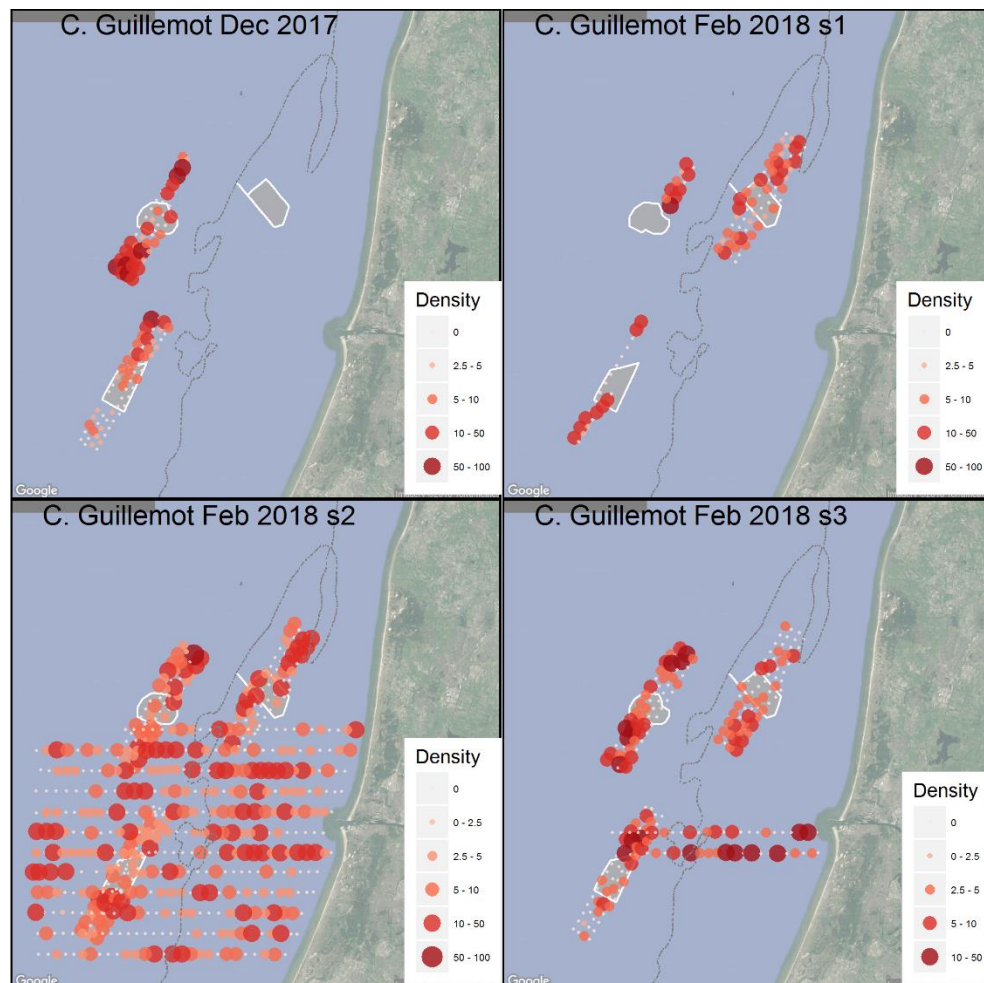 C. Guillemot Dec 2017
Density
0
2.5 - 5
5 - 10
10 - 50
50 - 100
Google
C. Guillemot Feb 2018 s1
Density
0
2.5 - 5
5 - 10
10 - 50
50 - 100
Google
C. Guillemot Feb 2018 s2
Density
0
0 - 2.5
2.5 - 5
5 - 10
10 - 50
50 - 100
Google
C. Guillemot Feb 2018 s3
Density
0
0 - 2.5
2.5 - 5
5 - 10
10 - 50
Google